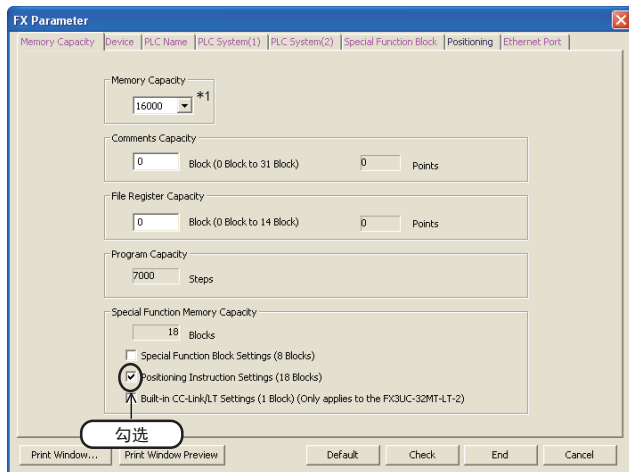 FX Parameter
Memory Capacity Device PLC Name PLC System(1) PLC System(2) Special Function Block Positioning Ethernet Port
Memory Capacity
16000 *1
Comments Capacity
0 Block (0 Block to 31 Block) 0 Points
File Register Capacity
0 Block (0 Block to 14 Block) 0 Points
Program Capacity
7000 Steps
Special Function Memory Capacity
18 Blocks
Special Function Block Settings (8 Blocks)
Positioning Instruction Settings (18 Blocks)
Built-in CC-Link/LT Settings (1 Block) (Only applies to the FX3UC-32MT-LT-2)
勾选
Print Window... Print Window Preview Default Check End Cancel